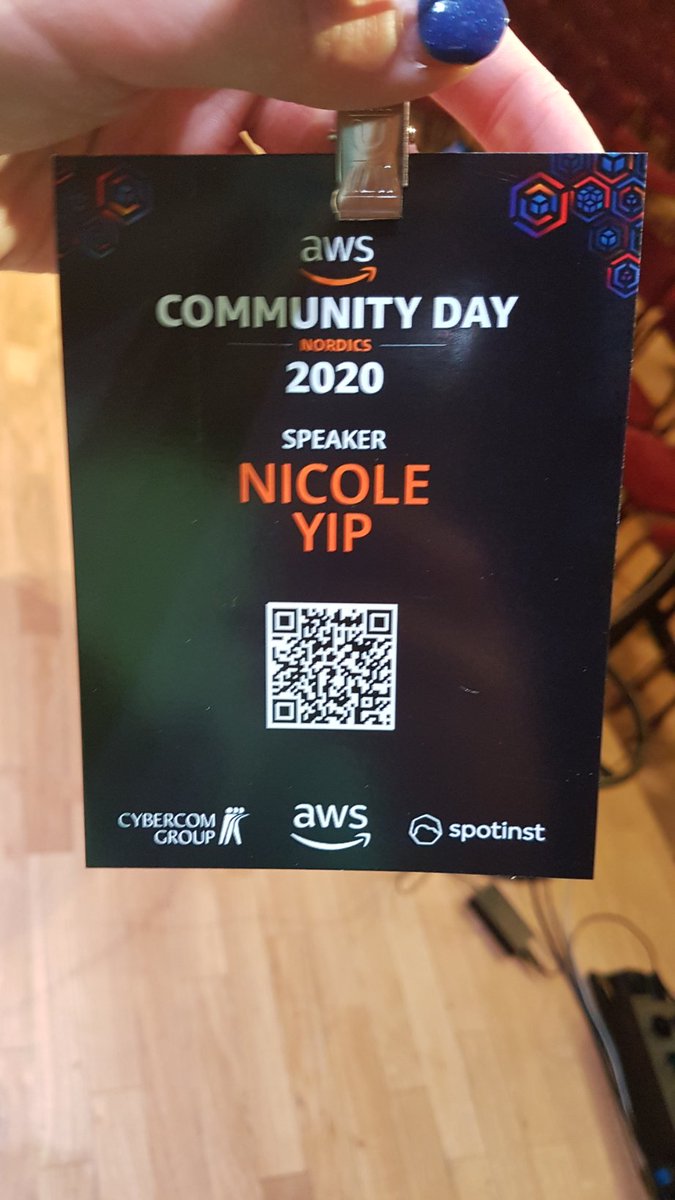 aws
COMMUNITY DAY
NORDICS
2020
SPEAKER
NICOLE
YIP
CYBERCOM
GROUP
aws
spotinst